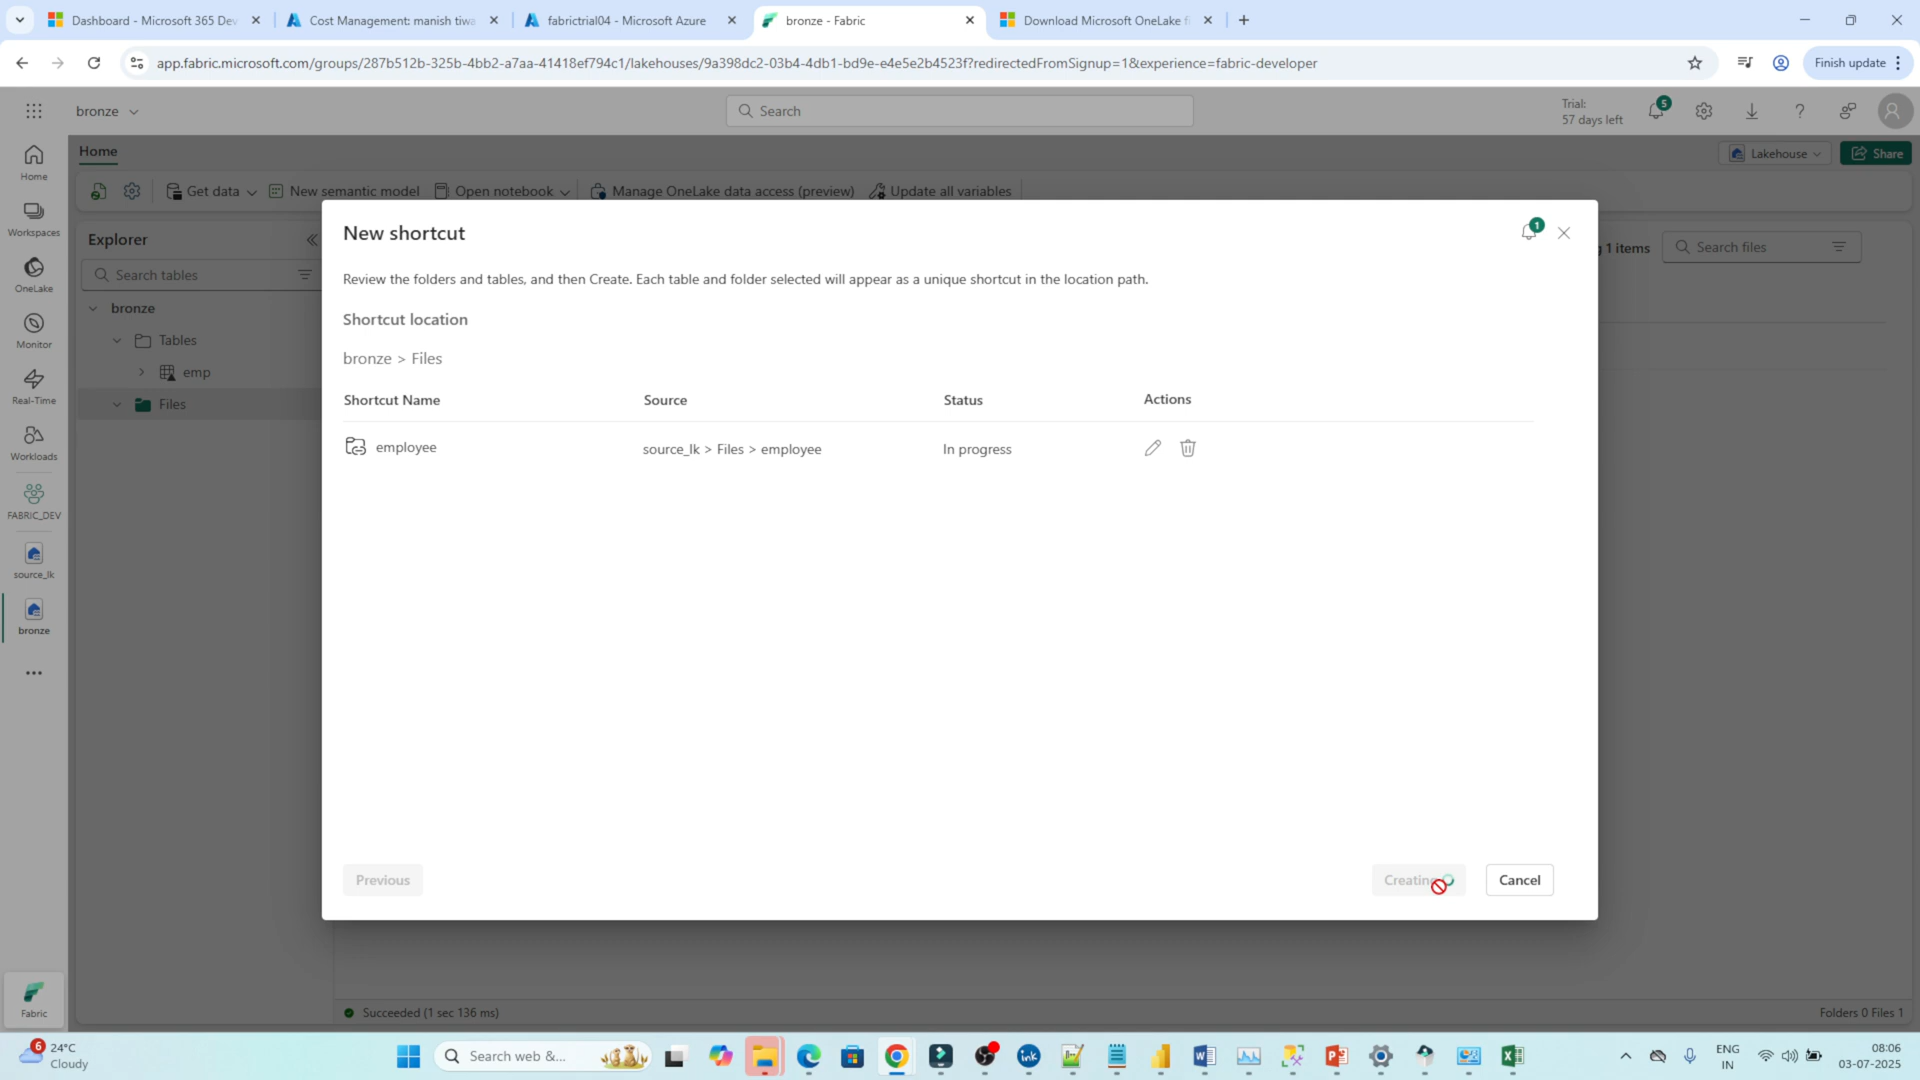 Dashboard - Microsoft 365 Dev
Cost Management: manish tiwa
fabrictrial04 - Microsoft Azure
bronze - Fabric
Download Microsoft OneLake fi
app.fabric.microsoft.com/groups/287b512b-325b-4bb2-a7aa-41418ef794c1/lakehouses/9a398dc2-03b4-4db1-bd9e-e4e5e2b4523f?redirectedFromSignup=1&experience=fabric-developer
Finish update
bronze
Search
Trial:
57 days left
5
Home
Lakehouse
Share
Get data
New semantic model
Open notebook
Manage OneLake data access (preview)
Update all variables
Home
Workspaces
OneLake
Monitor
Real-Time
Workloads
FABRIC_DEV
source_lk
bronze
Fabric
Explorer
Search tables
bronze
Tables
emp
Files
1 items
Search files
New shortcut
1
Review the folders and tables, and then Create. Each table and folder selected will appear as a unique shortcut in the location path.
Shortcut location
bronze > Files
Shortcut Name Source Status Actions
employee source_lk > Files > employee In progress
Previous
Creating
Cancel
Succeeded (1 sec 136 ms)
Folders 0 Files 1
6
24°C
Cloudy
Search web &...
ink
ENG
IN
08:06
03-07-2025